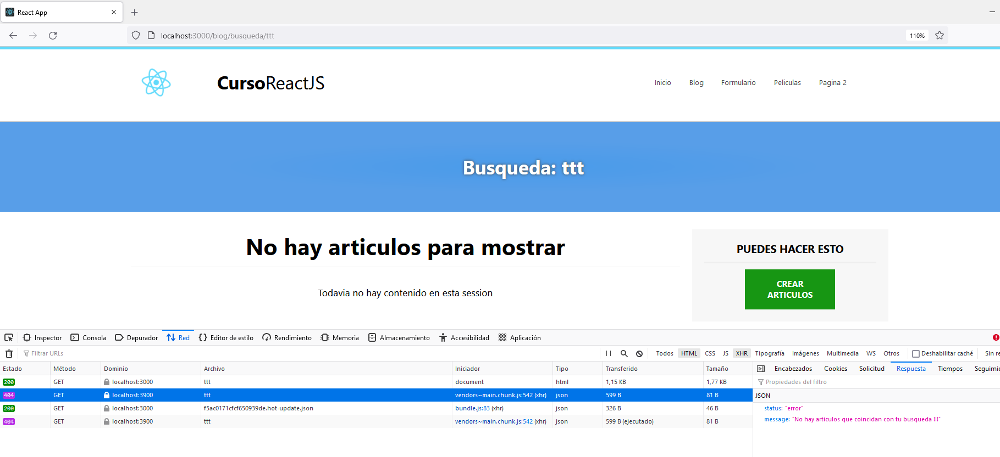 React App
localhost:3000/blog/busqueda/ttt
110%
CursoReactJS
Inicio Blog Formulario Peliculas Pagina 2
Busqueda: ttt
No hay articulos para mostrar
Todavia no hay contenido en esta session
PUEDES HACER ESTO
CREAR
ARTICULOS
Inspector Consola Depurador Red Editor de estilo Rendimiento Memoria Almacenamiento Accesibilidad Aplicación
Filtrar URLs
Todos HTML CSS JS XHR Tipografía Imágenes Multimedia WS Otros Deshabilitar caché Sin re
Estado Método Dominio Archivo Iniciador Tipo Transferido Tamaño
200 GET localhost:3000 ttt document html 1,15 KB 1,77 KB
404 GET localhost:3900 ttt vendors~main.chunk.js:542 (xhr) json 599 B 81 B
200 GET localhost:3000 f5ac0171cfcf650939de.hot-update.json bundle.js:83 (xhr) json 326 B 46 B
404 GET localhost:3900 ttt vendors~main.chunk.js:542 (xhr) json 599 B (ejecutado) 81 B
Encabezados Cookies Solicitud Respuesta Tiempos Seguimie
Propiedades del filtro
JSON
status: "error"
message: "No hay articulos que coincidan con tu busqueda !!!"